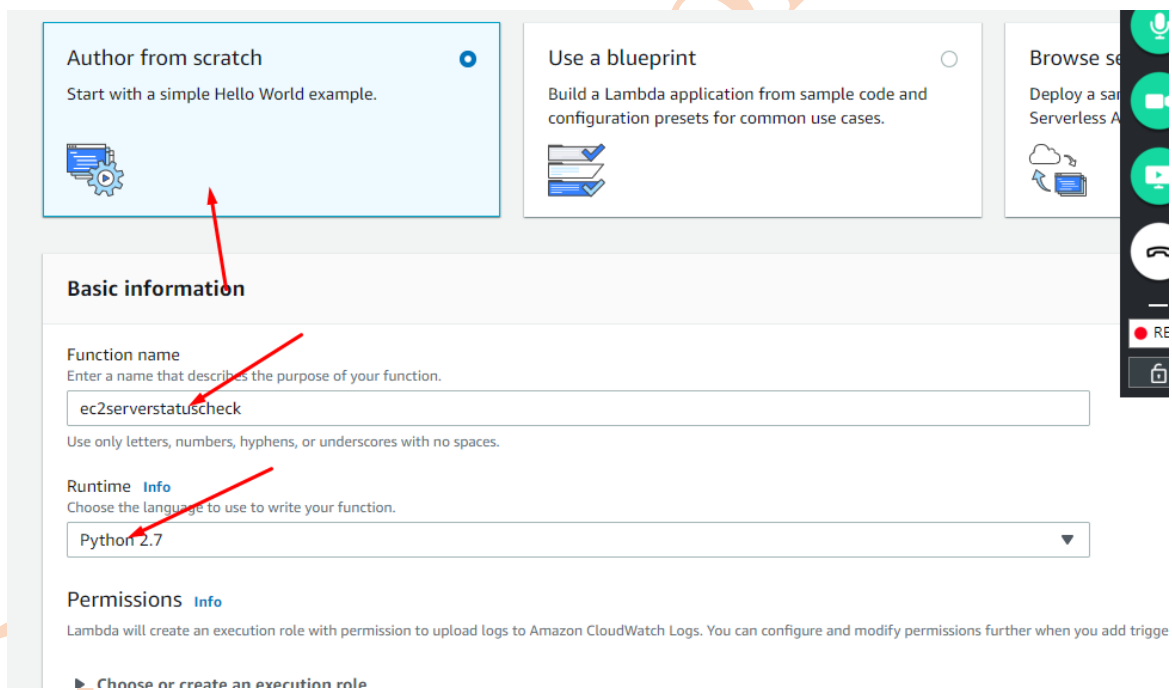 Author from scratch
Start with a simple Hello World example.
Use a blueprint
Build a Lambda application from sample code and
configuration presets for common use cases.
Browse
Deploy a
Serverless
Basic information
Function name
Enter a name that describes the purpose of your function.
ec2serverstatuscheck
Use only letters, numbers, hyphens, or underscores with no spaces.
Runtime Info
Choose the language to use to write your function.
Python 2.7
Permissions Info
Lambda will create an execution role with permission to upload logs to Amazon CloudWatch Logs. You can configure and modify permissions further when you add
Choose or create an execution role